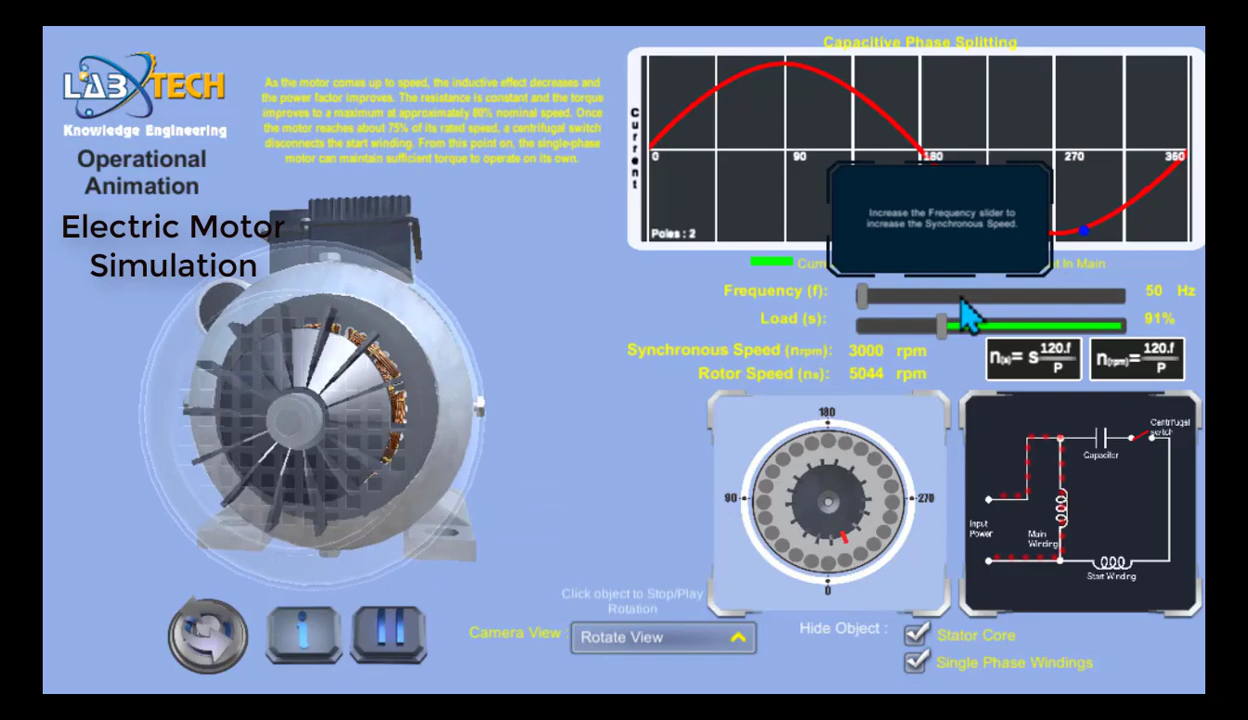 LABXTECH
Knowledge Engineering
Operational
Animation
Electric Motor
Simulation
As the motor comes up to speed, the inductive effect decreases and
the power factor improves. The resistance is constant and the torque
improves to a maximum at approximately 80% nominal speed. Once
the motor reaches about 75% of its rated speed, a centrifugal switch
disconnects the start winding. From this point on, the single-phase
motor can maintain sufficient torque to operate on its own.
Capacitive Phase Splitting
Current
0 90 180 270 360
Poles : 2
Increase the Frequency slider to
increase the Synchronous Speed.
In Main
Frequency (f): 50 Hz
Load (s): 91%
Synchronous Speed (nrpm): 3000 rpm
Rotor Speed (ns): 5044 rpm
n(s)= s 120.f/P
n(rpm)= 120.f/P
180
90
270
0
Centrifugal
switch
Capacitor
Input
Power
Main
Winding
Start Winding
Click object to Stop/Play
Rotation
Camera View : Rotate View
Hide Object :
Stator Core
Single Phase Windings